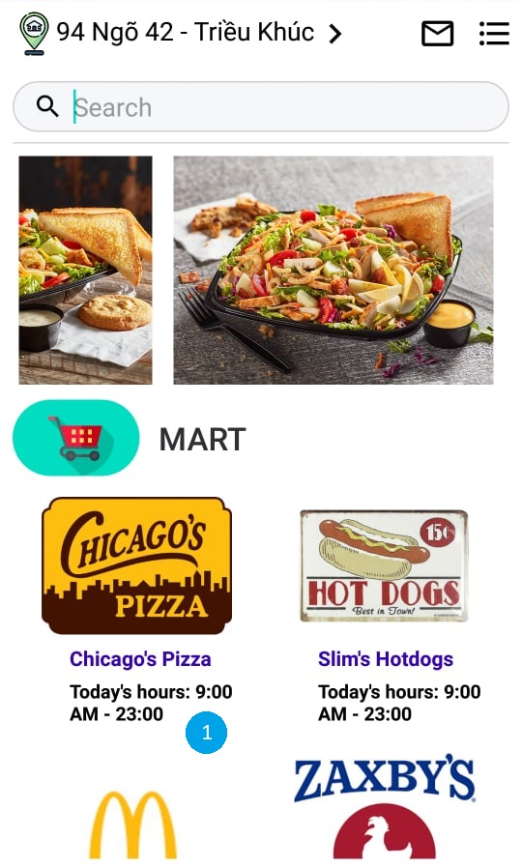 94 Ngõ 42 - Triều Khúc
Search
MART
CHICAGO'S
PIZZA
15¢
HOT DOGS
Best in Town!
Chicago's Pizza
Slim's Hotdogs
Today's hours: 9:00
AM - 23:00
Today's hours: 9:00
AM - 23:00
1
ZAXBY'S